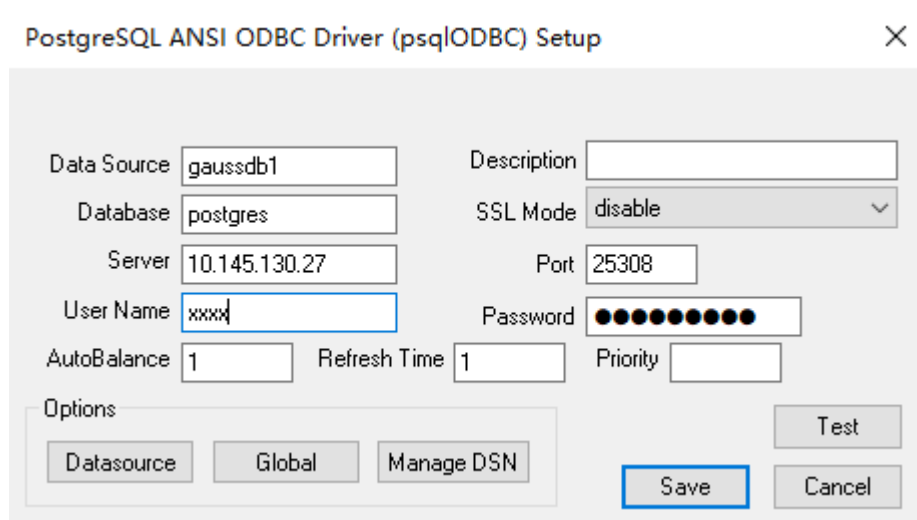 PostgreSQL ANSI ODBC Driver (psqlODBC) Setup
Data Source gaussdb1 Description
Database postgres SSL Mode disable
Server 10.145.130.27 Port 25308
User Name xxxx Password ●●●●●●●●●
AutoBalance 1 Refresh Time 1 Priority
Options
Test
Datasource Global Manage DSN
Save Cancel